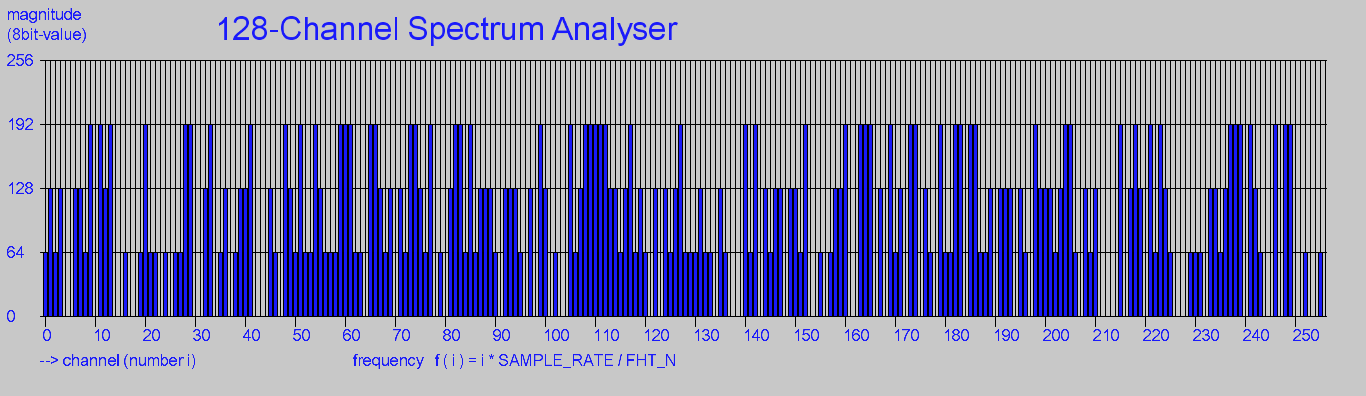 magnitude
(8bit-value)
128-Channel Spectrum Analyser
256
192
128
64
0
0 10 20 30 40 50 60 70 80 90 100 110 120 130 140 150 160 170 180 190 200 210 220 230 240 250
--> channel (number i)
frequency f ( i ) = i * SAMPLE_RATE / FHT_N